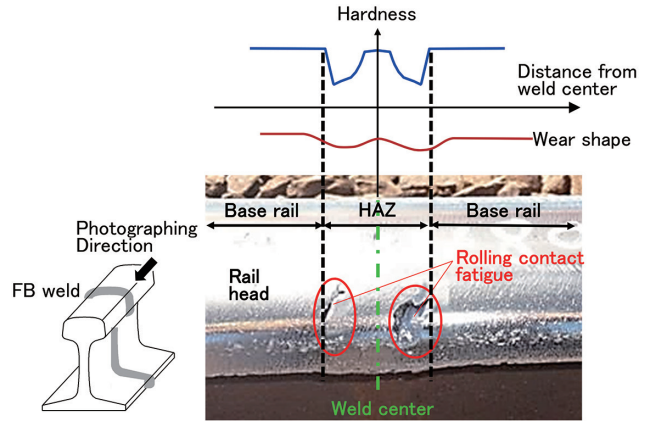 Hardness
Distance from
weld center
Wear shape
Base rail
HAZ
Base rail
Photographing
Direction
Rolling contact
fatigue
Rail
head
FB weld
Weld center